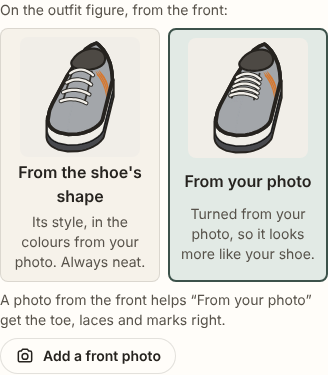 On the outfit figure, from the front:
From the shoe's
shape
Its style, in the
colours from your
photo. Always neat.
From your photo
Turned from your
photo, so it looks
more like your shoe.
A photo from the front helps “From your photo”
get the toe, laces and marks right.
Add a front photo